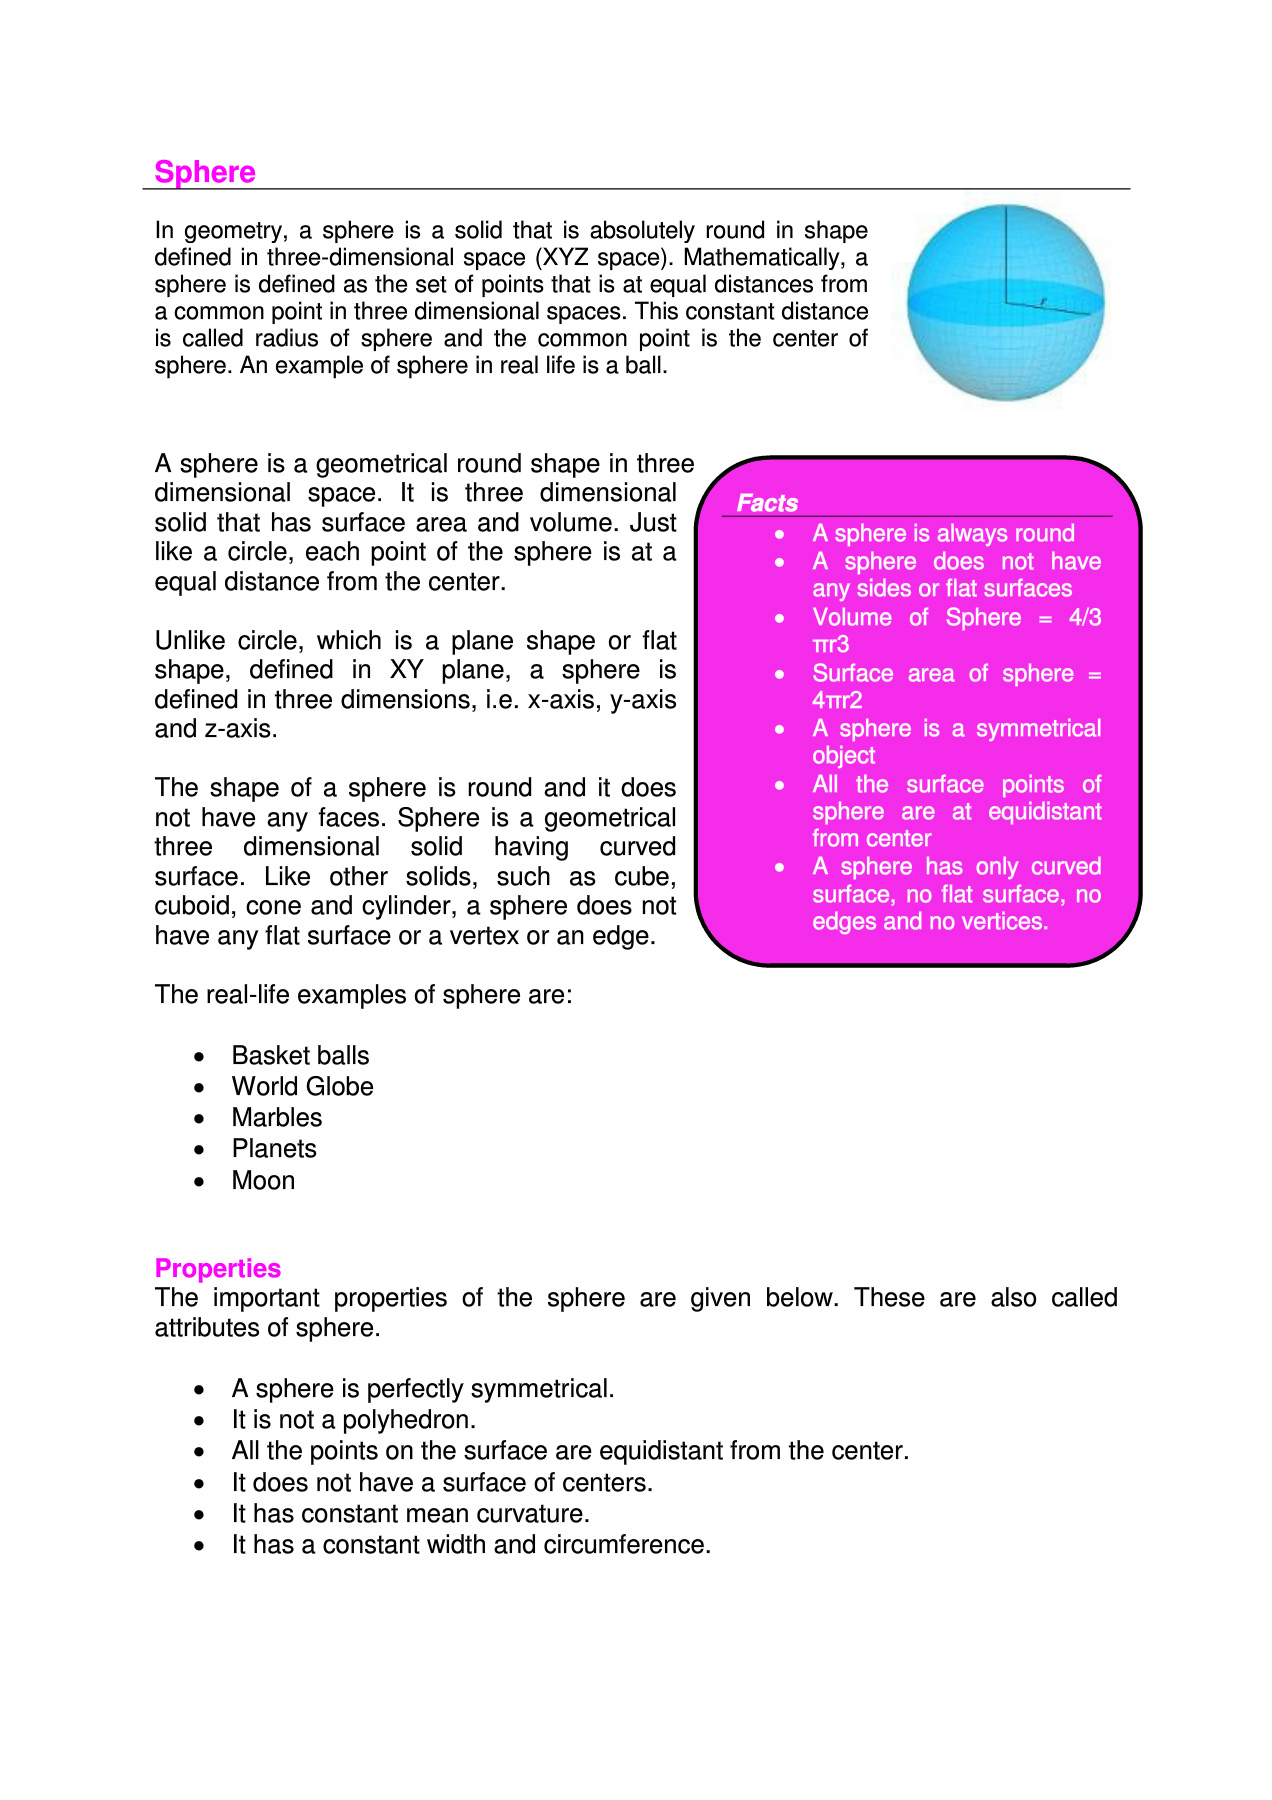 Sphere
In geometry, a sphere is a solid that is absolutely round in shape
defined in three-dimensional space (XYZ space). Mathematically, a
sphere is defined as the set of points that is at equal distances from
a common point in three dimensional spaces. This constant distance
is called radius of sphere and the common point is the center of
sphere. An example of sphere in real life is a ball.
r
A sphere is a geometrical round shape in three
dimensional space. It is three dimensional
solid that has surface area and volume. Just
like a circle, each point of the sphere is at a
equal distance from the center.
Unlike circle, which is a plane shape or flat
shape, defined in XY plane, a sphere is
defined in three dimensions, i.e. x-axis, y-axis
and z-axis.
The shape of a sphere is round and it does
not have any faces. Sphere is a geometrical
three dimensional solid having curved
surface. Like other solids, such as cube,
cuboid, cone and cylinder, a sphere does not
have any flat surface or a vertex or an edge.
Facts
• A sphere is always round
• A sphere does not have
any sides or flat surfaces
• Volume of Sphere = 4/3
πr3
• Surface area of sphere =
4πr2
• A sphere is a symmetrical
object
• All the surface points of
sphere are at equidistant
from center
• A sphere has only curved
surface, no flat surface, no
edges and no vertices.
The real-life examples of sphere are:
• Basket balls
• World Globe
• Marbles
• Planets
• Moon
Properties
The important properties of the sphere are given below. These are also called
attributes of sphere.
• A sphere is perfectly symmetrical.
• It is not a polyhedron.
• All the points on the surface are equidistant from the center.
• It does not have a surface of centers.
• It has constant mean curvature.
• It has a constant width and circumference.